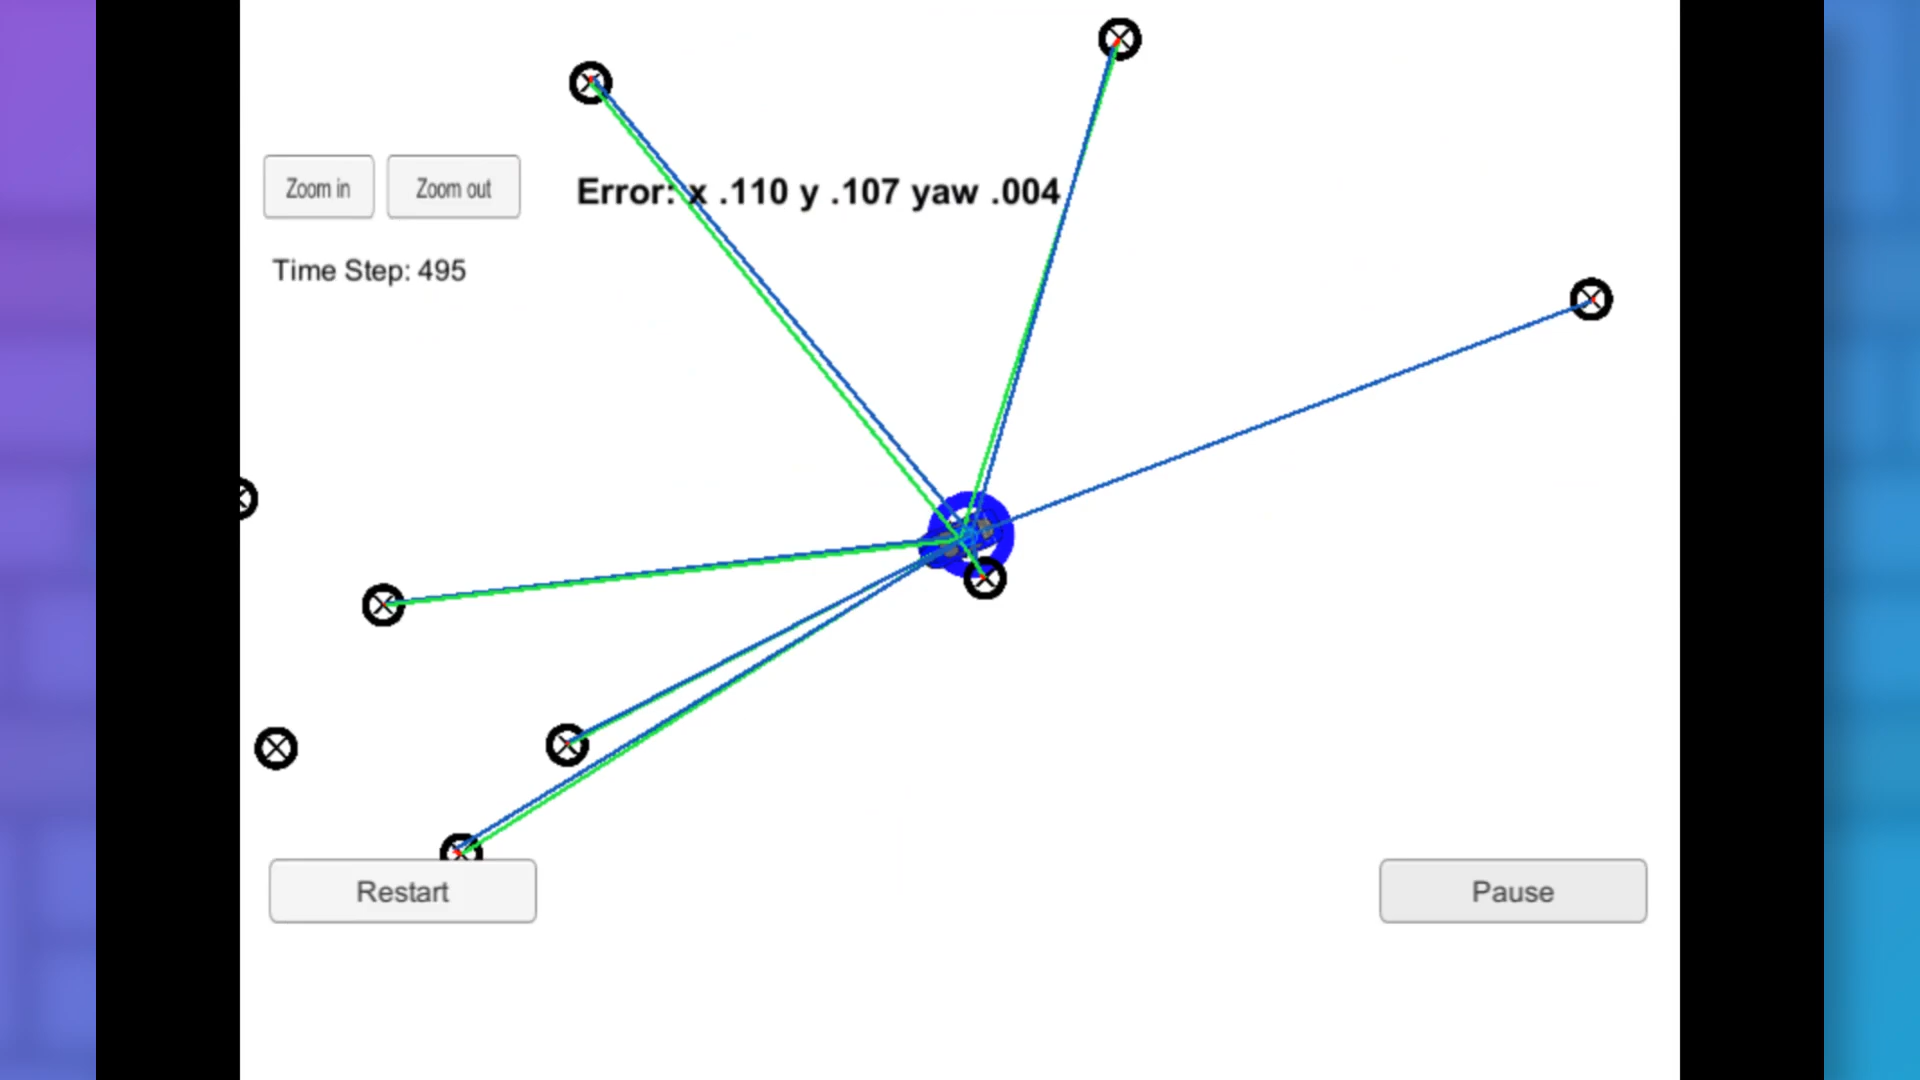 Zoom in
Zoom out
Error: x .110 y .107 yaw .004
Time Step: 495
Restart
Pause